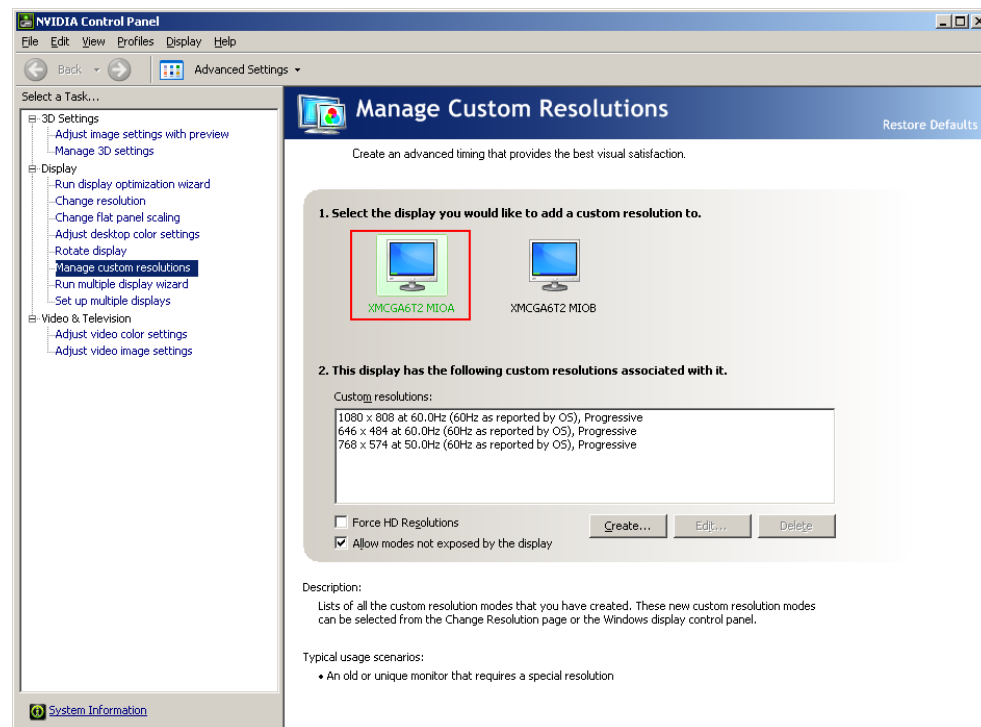 NVIDIA Control Panel
File Edit View Profiles Display Help
Back Advanced Settings
Select a Task...
3D Settings
Adjust image settings with preview
Manage 3D settings
Display
Run display optimization wizard
Change resolution
Change flat panel scaling
Adjust desktop color settings
Rotate display
Manage custom resolutions
Run multiple display wizard
Set up multiple displays
Video & Television
Adjust video color settings
Adjust video image settings
System Information
Manage Custom Resolutions
Restore Defaults
Create an advanced timing that provides the best visual satisfaction.
1. Select the display you would like to add a custom resolution to.
XMCGA6T2 MIOA XMCGA6T2 MIOB
2. This display has the following custom resolutions associated with it.
Custom resolutions:
1080 x 808 at 60.0Hz (60Hz as reported by OS), Progressive
646 x 484 at 60.0Hz (60Hz as reported by OS), Progressive
768 x 574 at 50.0Hz (60Hz as reported by OS), Progressive
Force HD Resolutions
Create... Edit... Delete
Allow modes not exposed by the display
Description:
Lists of all the custom resolution modes that you have created. These new custom resolution modes
can be selected from the Change Resolution page or the Windows display control panel.
Typical usage scenarios:
• An old or unique monitor that requires a special resolution